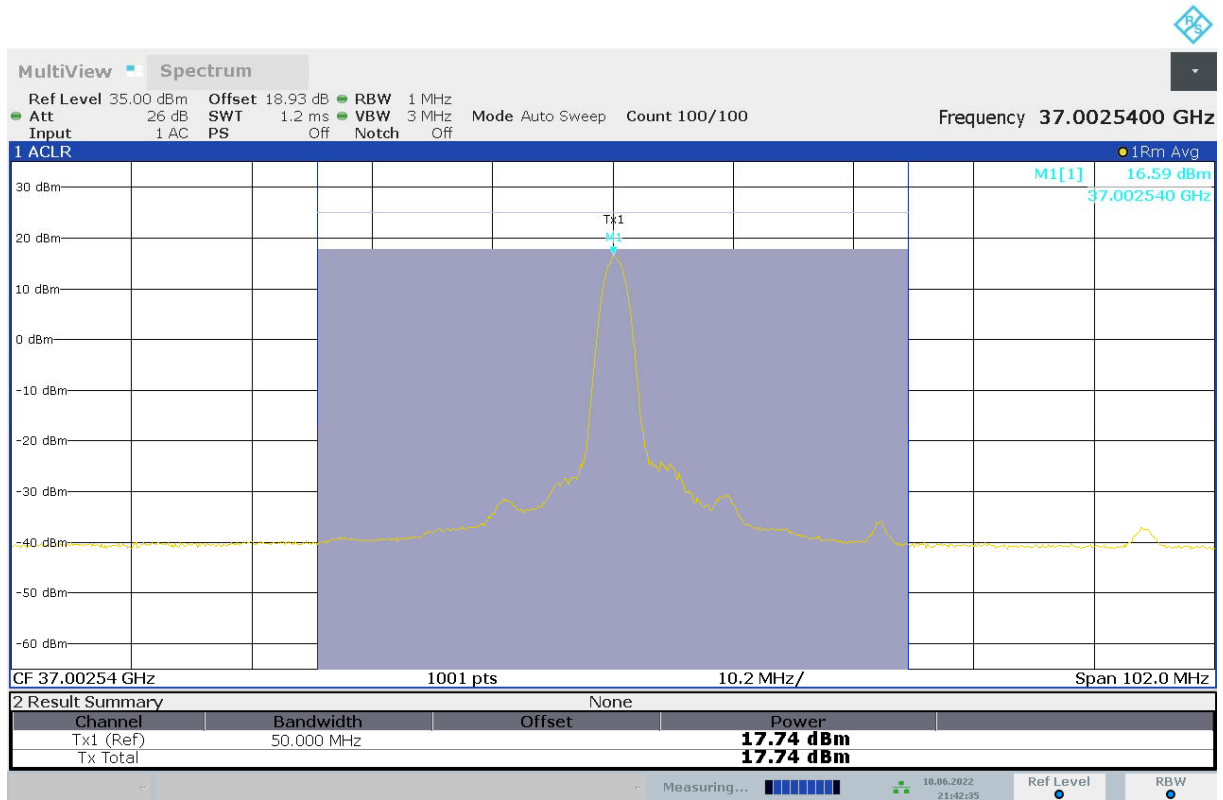 R&S
MultiView Spectrum
Ref Level 35.00 dBm Offset 18.93 dB RBW 1 MHz
Att 26 dB SWT 1.2 ms VBW 3 MHz Mode Auto Sweep Count 100/100 Frequency 37.0025400 GHz
Input 1 AC PS Off Notch Off
1 ACLR 1Rm Avg
M1[1] 16.59 dBm
37.002540 GHz
30 dBm
Tx1
20 dBm
M1
10 dBm
0 dBm
-10 dBm
-20 dBm
-30 dBm
-40 dBm
-50 dBm
-60 dBm
CF 37.00254 GHz 1001 pts 10.2 MHz/ Span 102.0 MHz
2 Result Summary None
Channel Bandwidth Offset Power
Tx1 (Ref) 50.000 MHz 17.74 dBm
Tx Total 17.74 dBm
Measuring... 10.06.2022 Ref Level RBW
21:42:35